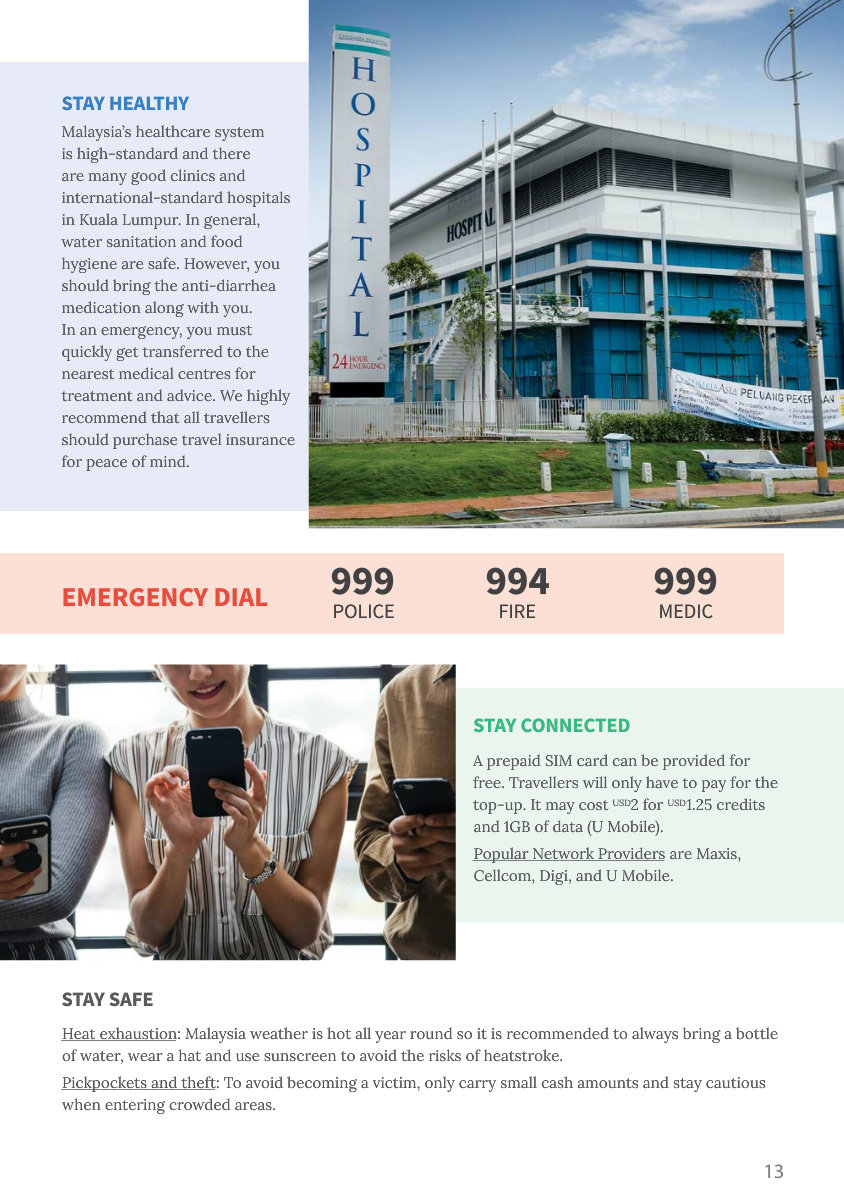 COLUMBIA HOSPITAL
HOSPITAL
24 HOUR EMERGENCY
HOSPITAL
COLUMBIA ASIA PELUANG PEKERJAAN
STAY HEALTHY
Malaysia’s healthcare system
is high-standard and there
are many good clinics and
international-standard hospitals
in Kuala Lumpur. In general,
water sanitation and food
hygiene are safe. However, you
should bring the anti-diarrhea
medication along with you.
In an emergency, you must
quickly get transferred to the
nearest medical centres for
treatment and advice. We highly
recommend that all travellers
should purchase travel insurance
for peace of mind.
EMERGENCY DIAL
999
POLICE
994
FIRE
999
MEDIC
STAY CONNECTED
A prepaid SIM card can be provided for
free. Travellers will only have to pay for the
top-up. It may cost USD2 for USD1.25 credits
and 1GB of data (U Mobile).
Popular Network Providers are Maxis,
Cellcom, Digi, and U Mobile.
STAY SAFE
Heat exhaustion: Malaysia weather is hot all year round so it is recommended to always bring a bottle
of water, wear a hat and use sunscreen to avoid the risks of heatstroke.
Pickpockets and theft: To avoid becoming a victim, only carry small cash amounts and stay cautious
when entering crowded areas.
13